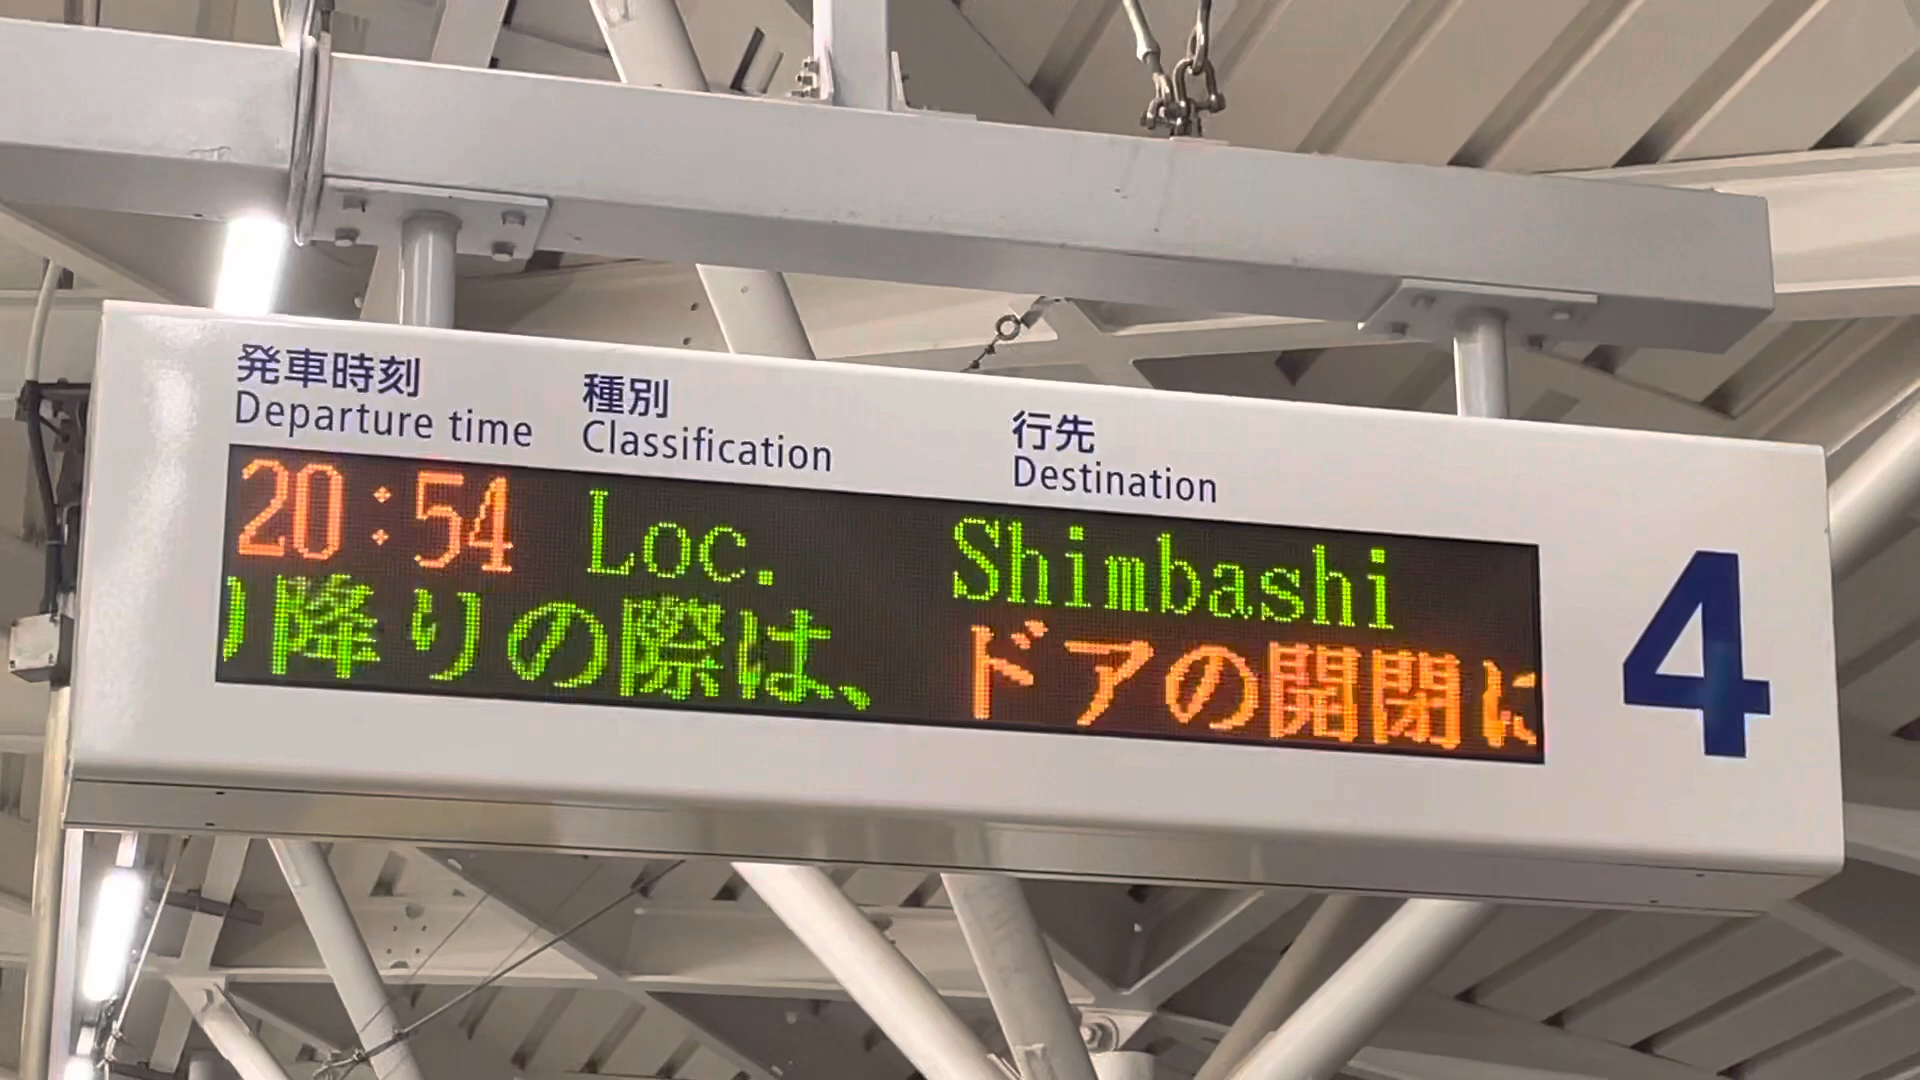 発車時刻 種別 行先
Departure time Classification Destination
20:54 Loc. Shimbashi
り降りの際は、 ドアの開閉に
4